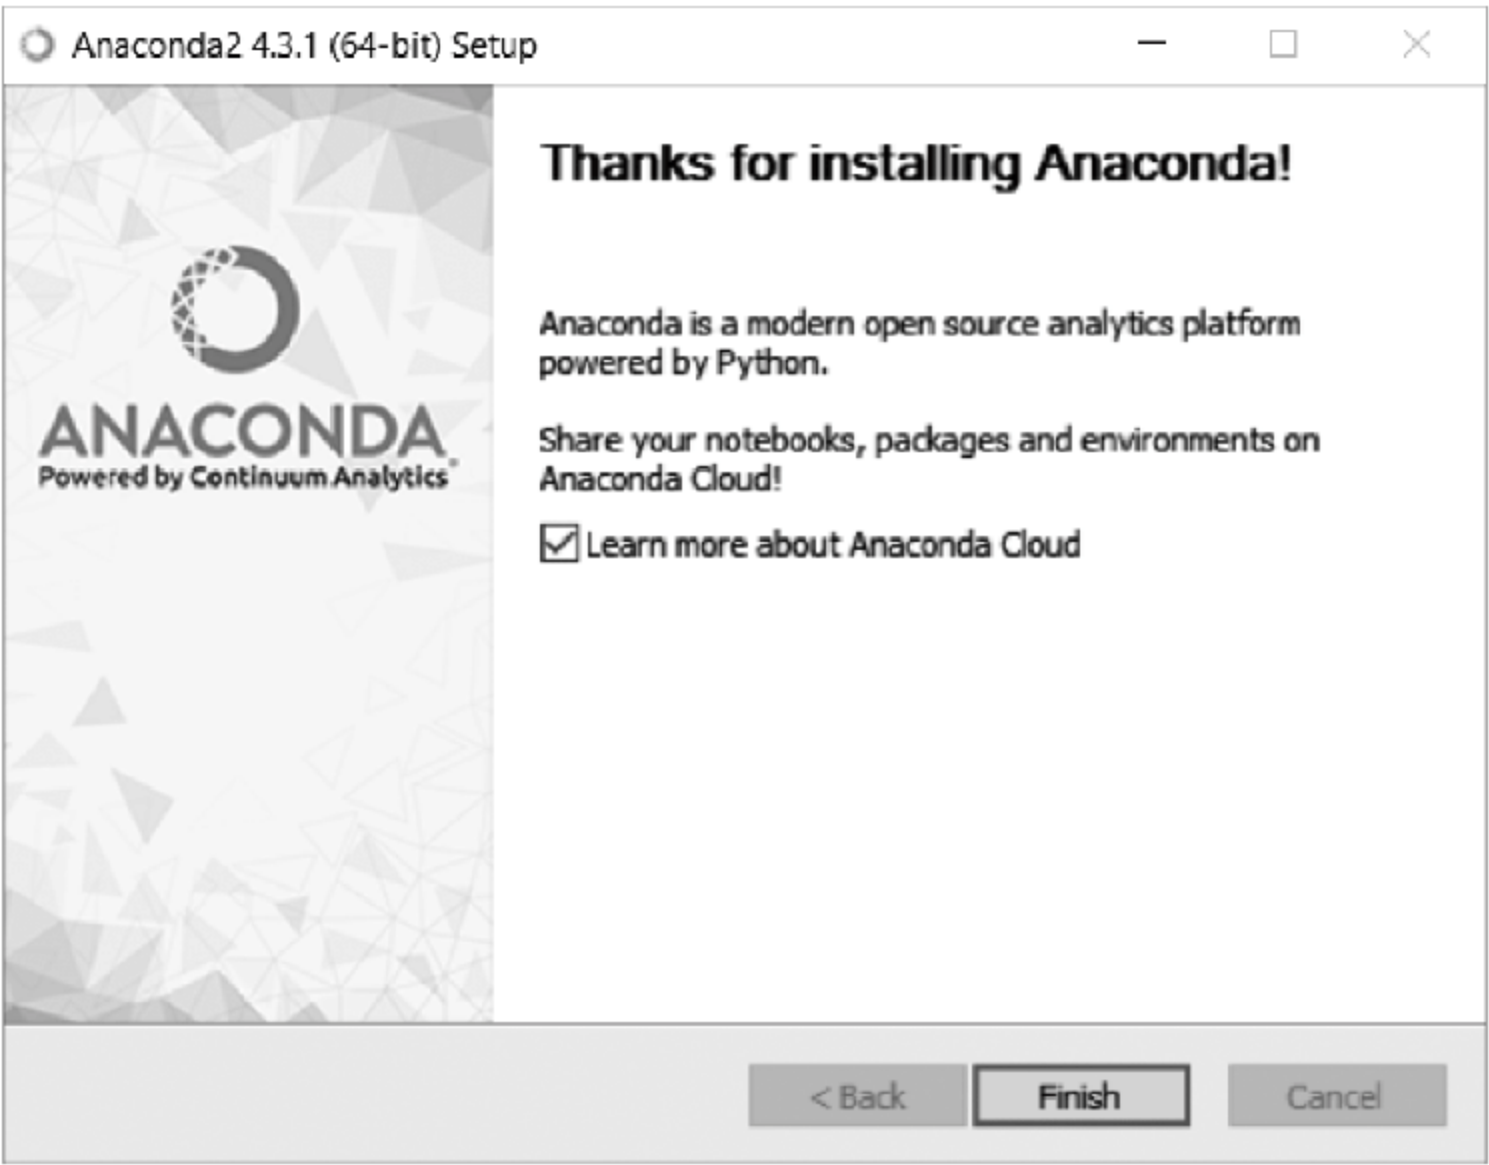 Anaconda2 4.3.1 (64-bit) Setup
Thanks for installing Anaconda!
ANACONDA
Powered by Continuum Analytics
Anaconda is a modern open source analytics platform
powered by Python.
Share your notebooks, packages and environments on
Anaconda Cloud!
Learn more about Anaconda Cloud
< Back
Finish
Cancel